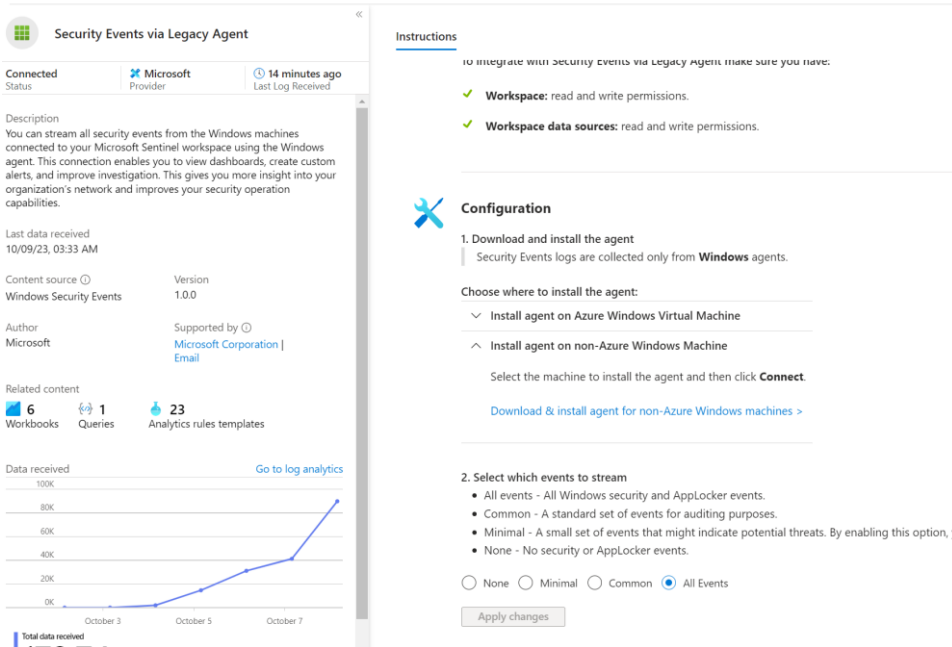 «
Security Events via Legacy Agent
Connected
Status
Microsoft
Provider
14 minutes ago
Last Log Received
Description
You can stream all security events from the Windows machines
connected to your Microsoft Sentinel workspace using the Windows
agent. This connection enables you to view dashboards, create custom
alerts, and improve investigation. This gives you more insight into your
organization's network and improves your security operation
capabilities.
Last data received
10/09/23, 03:33 AM
Content source
Windows Security Events
Version
1.0.0
Author
Microsoft
Supported by
Microsoft Corporation |
Email
Related content
6
Workbooks
1
Queries
23
Analytics rules templates
Data received
Go to log analytics
100K
80K
60K
40K
20K
0K
October 3
October 5
October 7
Total data received
Instructions
To integrate with Security Events via Legacy Agent make sure you have:
Workspace: read and write permissions.
Workspace data sources: read and write permissions.
Configuration
1. Download and install the agent
Security Events logs are collected only from Windows agents.
Choose where to install the agent:
Install agent on Azure Windows Virtual Machine
Install agent on non-Azure Windows Machine
Select the machine to install the agent and then click Connect.
Download & install agent for non-Azure Windows machines >
2. Select which events to stream
• All events - All Windows security and AppLocker events.
• Common - A standard set of events for auditing purposes.
• Minimal - A small set of events that might indicate potential threats. By enabling this option,
• None - No security or AppLocker events.
None Minimal Common All Events
Apply changes